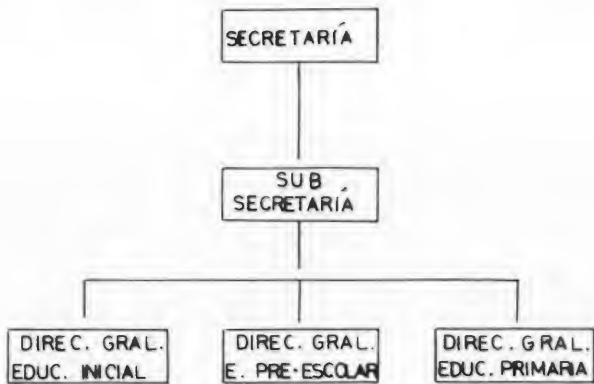 SECRETARÍA
SUB
SECRETARÍA
DIREC. GRAL.
EDUC. INICIAL
DIREC. GRAL.
E. PRE-ESCOLAR
DIREC. GRAL.
EDUC. PRIMARIA